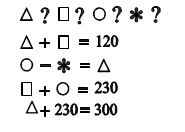 △ ? □ ? ○ ? ✱ ?
△ + □ = 120
○ - ✱ = △
□ + ○ = 230
△ + 230 = 300